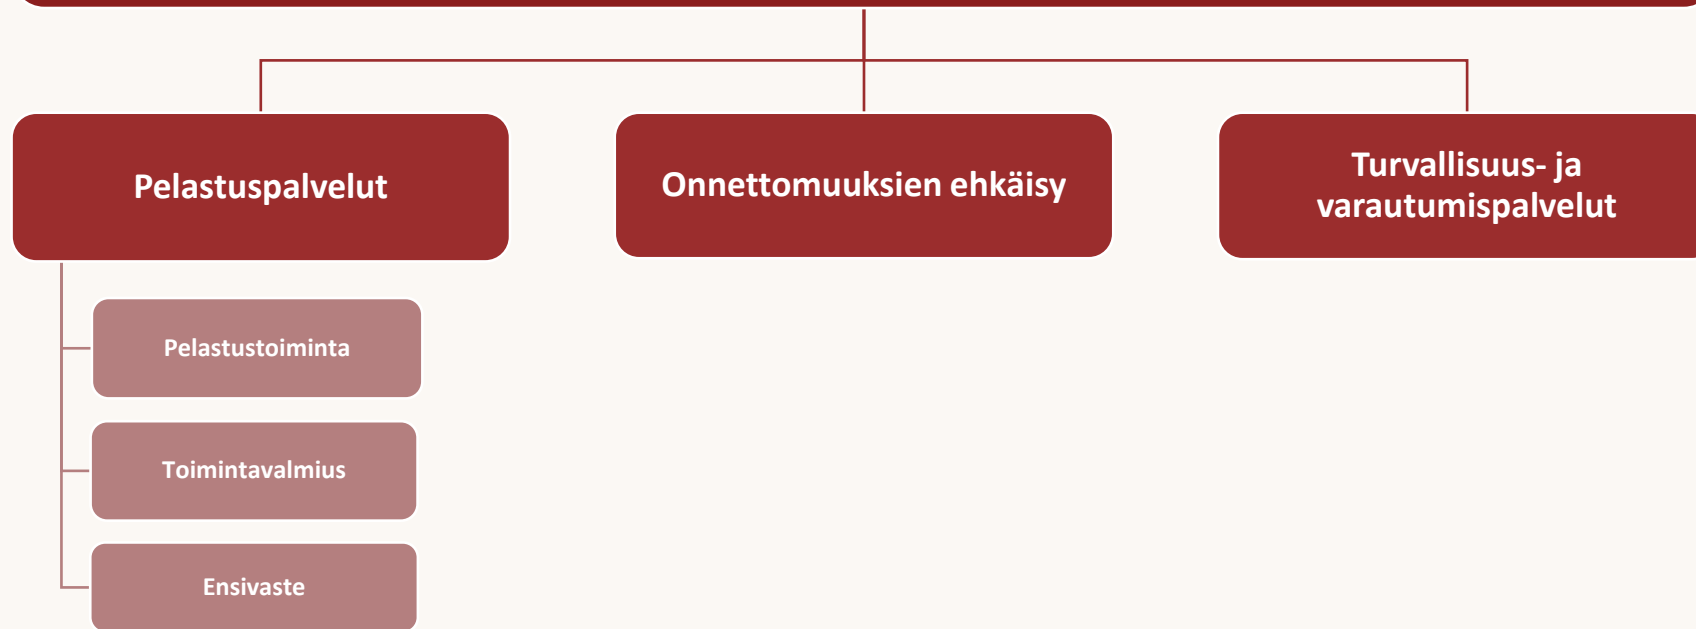 Pelastuspalvelut
Onnettomuuksien ehkäisy
Turvallisuus- ja
varautumispalvelut
Pelastustoiminta
Toimintavalmius
Ensivaste